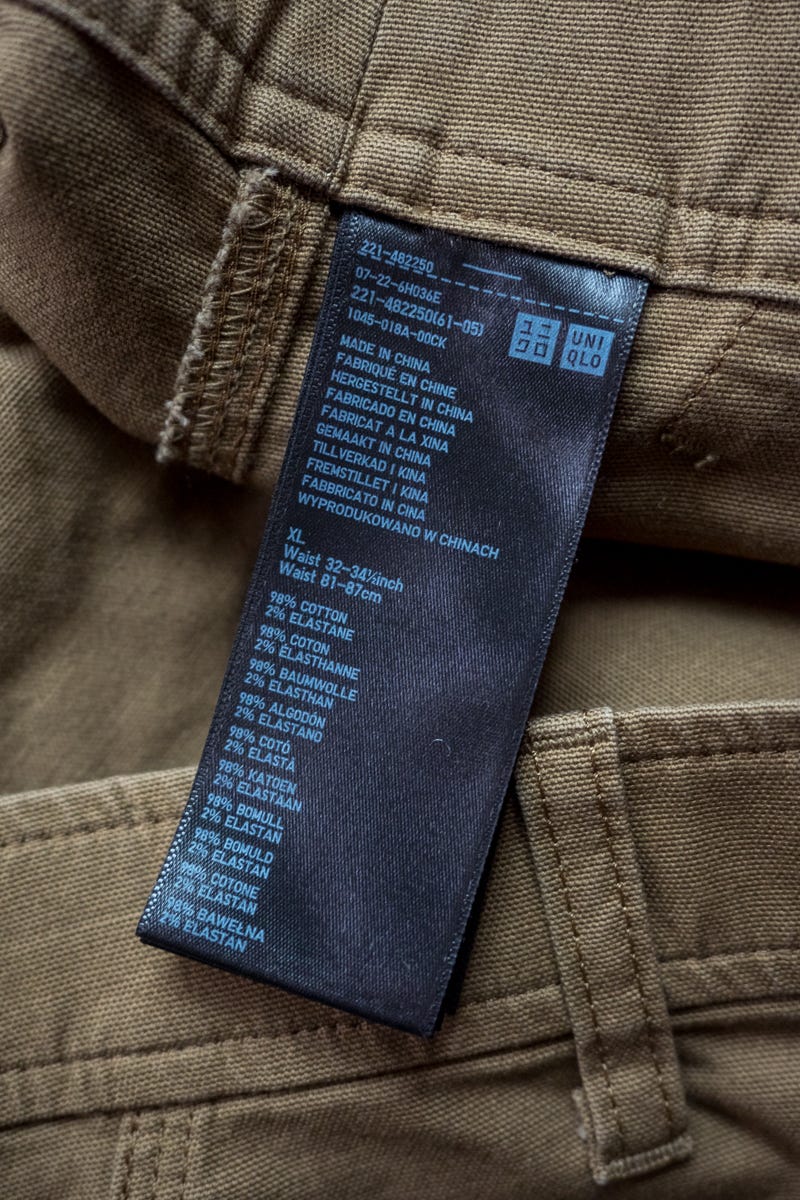 221-482250
07-22-6H036E
221-482250(61-05)
1045-018A-00CK
ユニ
クロ
UNI
QLO
MADE IN CHINA
FABRIQUÉ EN CHINE
HERGESTELLT IN CHINA
FABRICADO EN CHINA
FABRICAT A LA XINA
GEMAAKT IN CHINA
TILLVERKAD I KINA
FREMSTILLET I KINA
FABBRICATO IN CINA
WYPRODUKOWANO W CHINACH
XL
Waist 32-34½inch
Waist 81-87cm
98% COTTON
2% ELASTANE
98% COTON
2% ÉLASTHANNE
98% BAUMWOLLE
2% ELASTHAN
98% ALGODÓN
2% ELASTANO
98% COTÓ
2% ELASTÀ
98% KATOEN
2% ELASTAAN
98% BOMULL
2% ELASTAN
98% BOMULD
2% ELASTAN
98% COTONE
2% ELASTAN
98% BAWEŁNA
2% ELASTAN